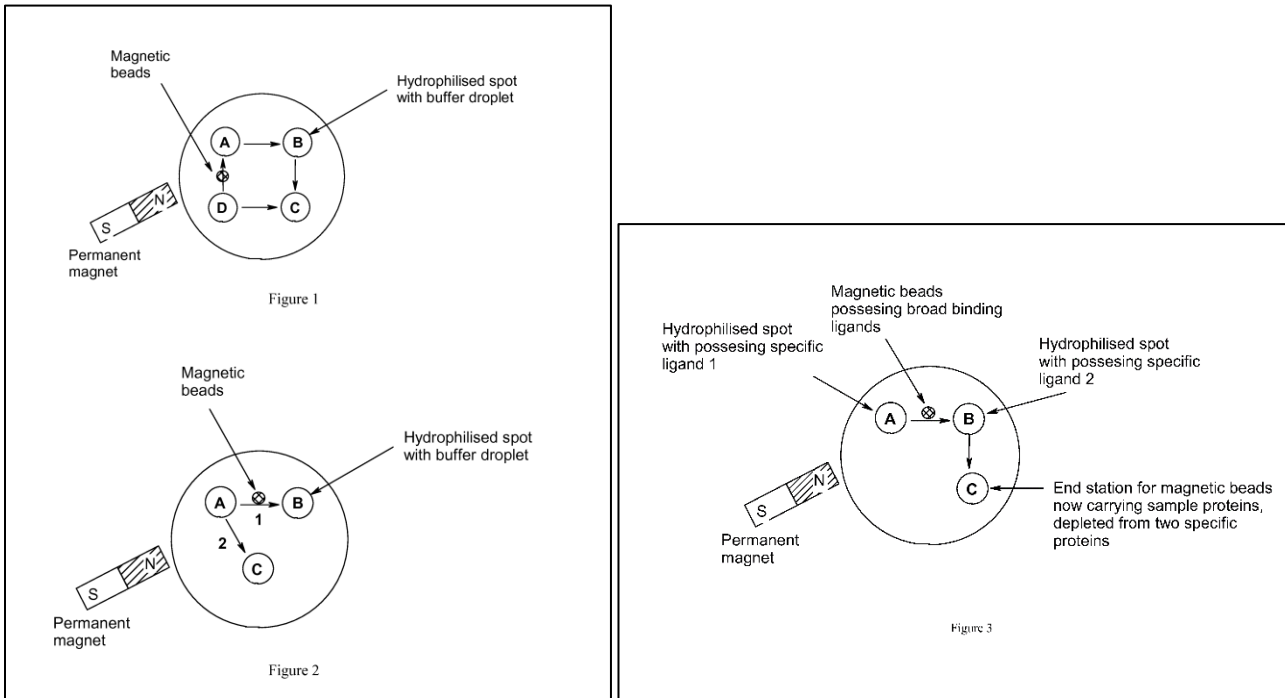 Magnetic
beads
Hydrophilised spot
with buffer droplet
A
B
D
C
N
S
Permanent
magnet
Figure 1
Magnetic
beads
Hydrophilised spot
with buffer droplet
A
B
1
2
C
N
S
Permanent
magnet
Figure 2
Magnetic beads
possesing broad binding
ligands
Hydrophilised spot
with possesing specific
ligand 1
Hydrophilised spot
with possesing specific
ligand 2
A
B
C
End station for magnetic beads
now carrying sample proteins,
depleted from two specific
proteins
N
S
Permanent
magnet
Figure 3